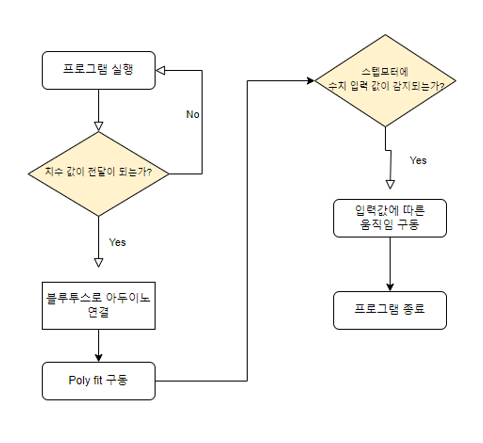 프로그램 실행
No
치수 값이 전달이 되는가?
Yes
블루투스로 아두이노
연결
Poly fit 구동
스텝모터에
수치 입력 값이 감지되는가?
Yes
입력값에 따른
움직임 구동
프로그램 종료